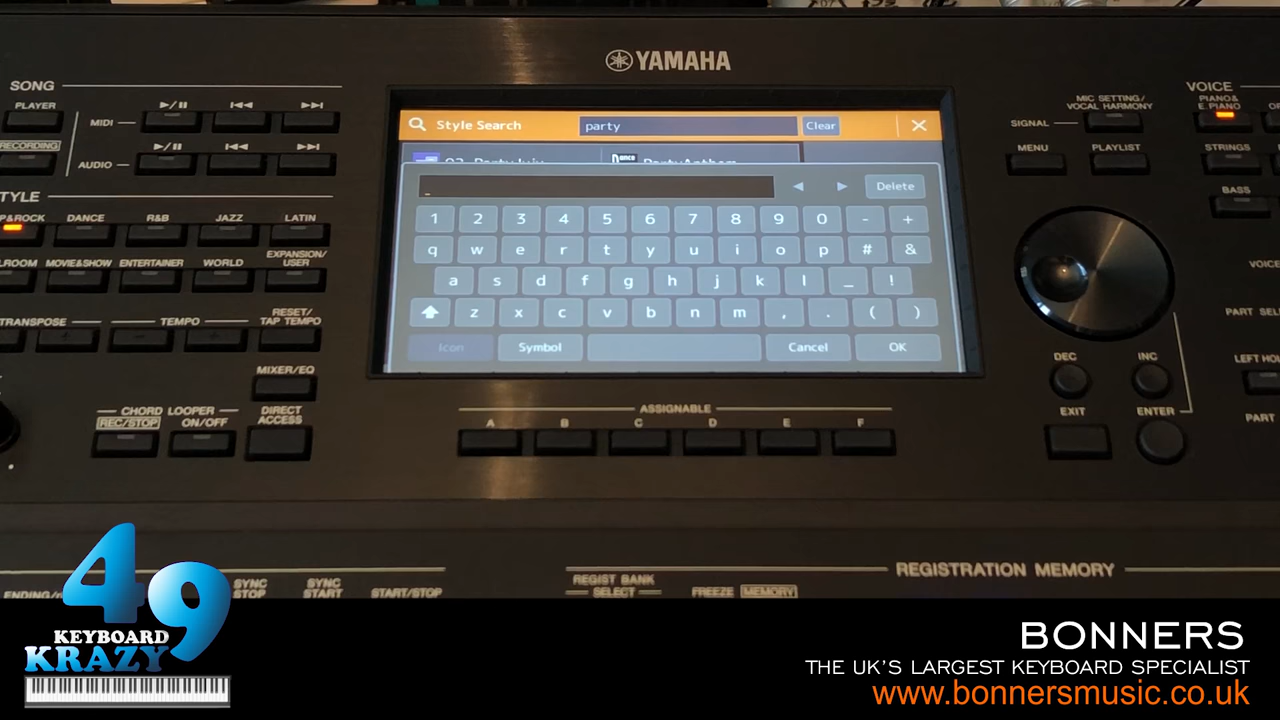 YAMAHA
SONG
PLAYER
MIDI
RECORDING
AUDIO
Style Search
party
Clear
Dance
PartyAnthem
Delete
1 2 3 4 5 6 7 8 9 0 - +
q w e r t y u i o p # &
a s d f g h j k l _ !
z x c v b n m , . ( )
Icon
Symbol
Cancel
OK
DANCE
R&B
JAZZ
LATIN
MOVIE&SHOW
ENTERTAINER
WORLD
EXPANSION/
USER
TEMPO
RESET/
TAP TEMPO
MIXER/EQ
CHORD LOOPER
REC/STOP
ON/OFF
DIRECT
ACCESS
ASSIGNABLE
A B C D E F
MIC SETTING/
VOCAL HARMONY
SIGNAL
MENU
PLAYLIST
VOICE
PIANO&
E.PIANO
STRINGS
BASS
DEC
INC
EXIT
ENTER
PART
SYNC
STOP
SYNC
START
START/STOP
REGIST BANK
SELECT
FREEZE
MEMORY
REGISTRATION MEMORY
49
KEYBOARD
KRAZY
BONNERS
THE UK'S LARGEST KEYBOARD SPECIALIST
www.bonnersmusic.co.uk